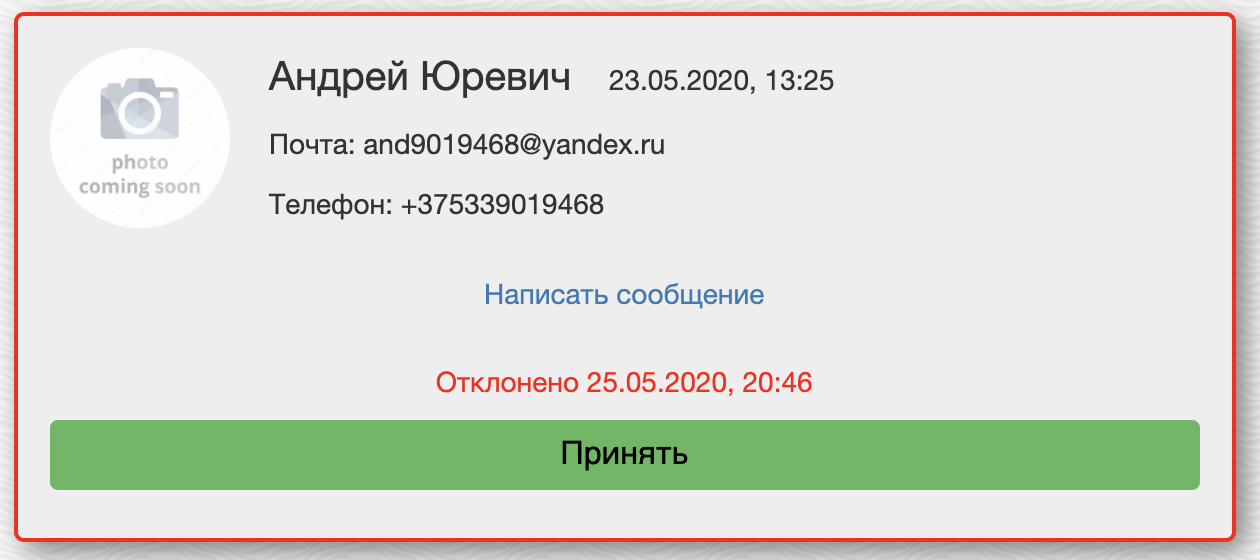 photo
coming soon
Андрей Юревич 23.05.2020, 13:25
Почта: and9019468@yandex.ru
Телефон: +375339019468
Написать сообщение
Отклонено 25.05.2020, 20:46
Принять